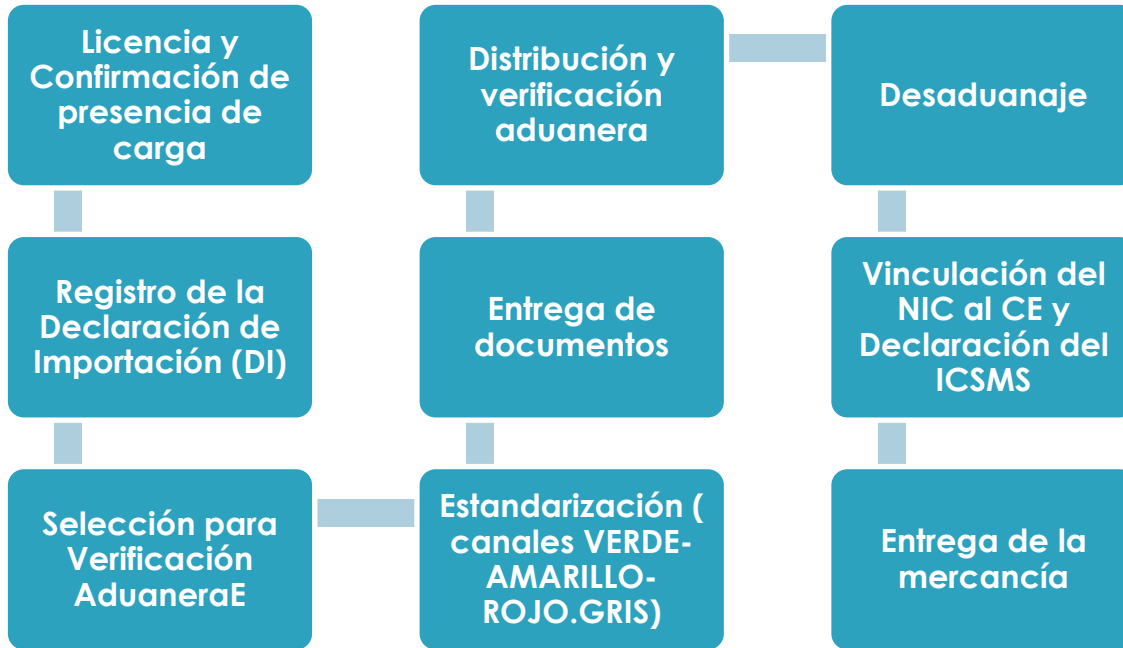 Licencia y
Confirmación de
presencia de
carga
Registro de la
Declaración de
Importación (DI)
Selección para
Verificación
AduaneraE
Estandarización (
canales VERDE-
AMARILLO-
ROJO.GRIS)
Entrega de
documentos
Distribución y
verificación
aduanera
Desaduanaje
Vinculación del
NIC al CE y
Declaración del
ICSMS
Entrega de la
mercancía